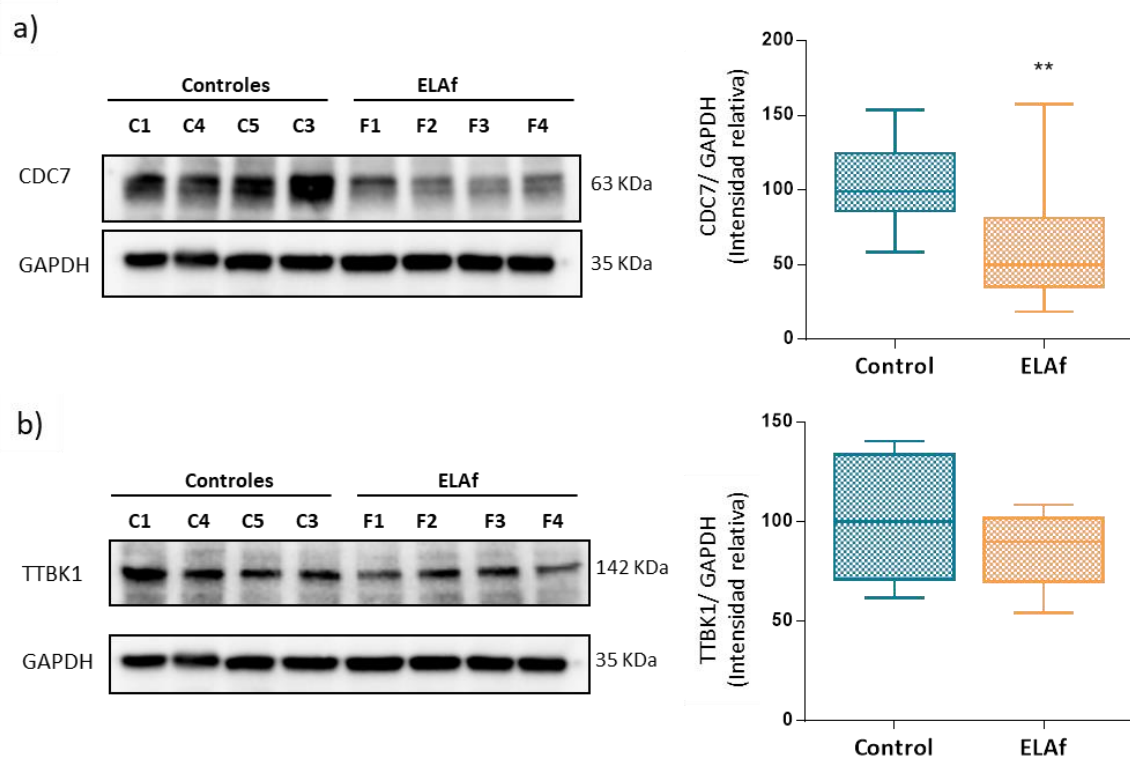 a)
Controles ELAf
C1 C4 C5 C3 F1 F2 F3 F4
CDC7 63 KDa
GAPDH 35 KDa
CDC7/ GAPDH
(Intensidad relativa)
200
150
100
50
0
**
Control ELAf
b)
Controles ELAf
C1 C4 C5 C3 F1 F2 F3 F4
TTBK1 142 KDa
GAPDH 35 KDa
TTBK1/ GAPDH
(Intensidad relativa)
150
100
50
0
Control ELAf